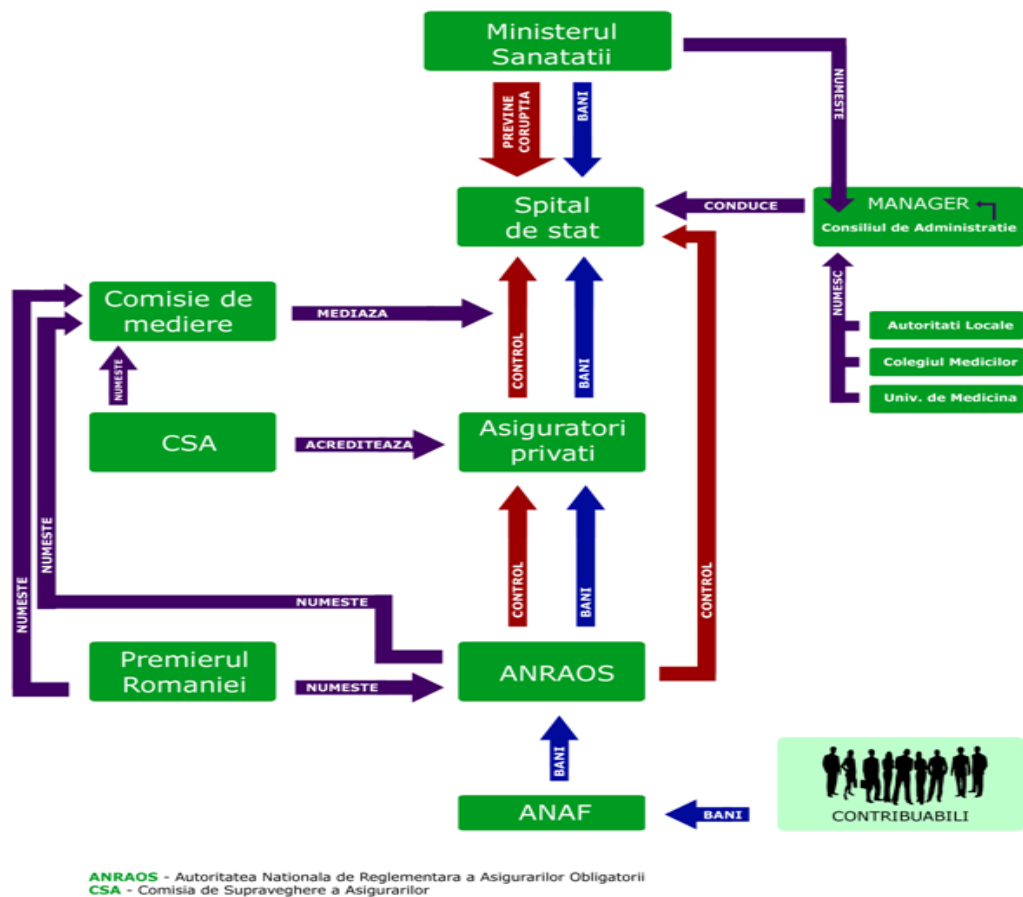 Ministerul
Sanatatii
NUMESTE
PREVINE
CORUPTIA
BANI
Spital
de stat
CONDUCE
MANAGER
Consiliul de Administratie
NUMESC
Autoritati Locale
Colegiul Medicilor
Univ. de Medicina
Comisie de
mediere
MEDIAZA
CONTROL
BANI
NUMESTE
CSA
ACREDITEAZA
Asiguratori
privati
NUMESTE
NUMESTE
CONTROL
BANI
CONTROL
NUMESTE
Premierul
Romaniei
NUMESTE
ANRAOS
BANI
ANAF
BANI
CONTRIBUABILI
ANRAOS - Autoritatea Nationala de Reglementara a Asigurarilor Obligatorii
CSA - Comisia de Supraveghere a Asigurarilor